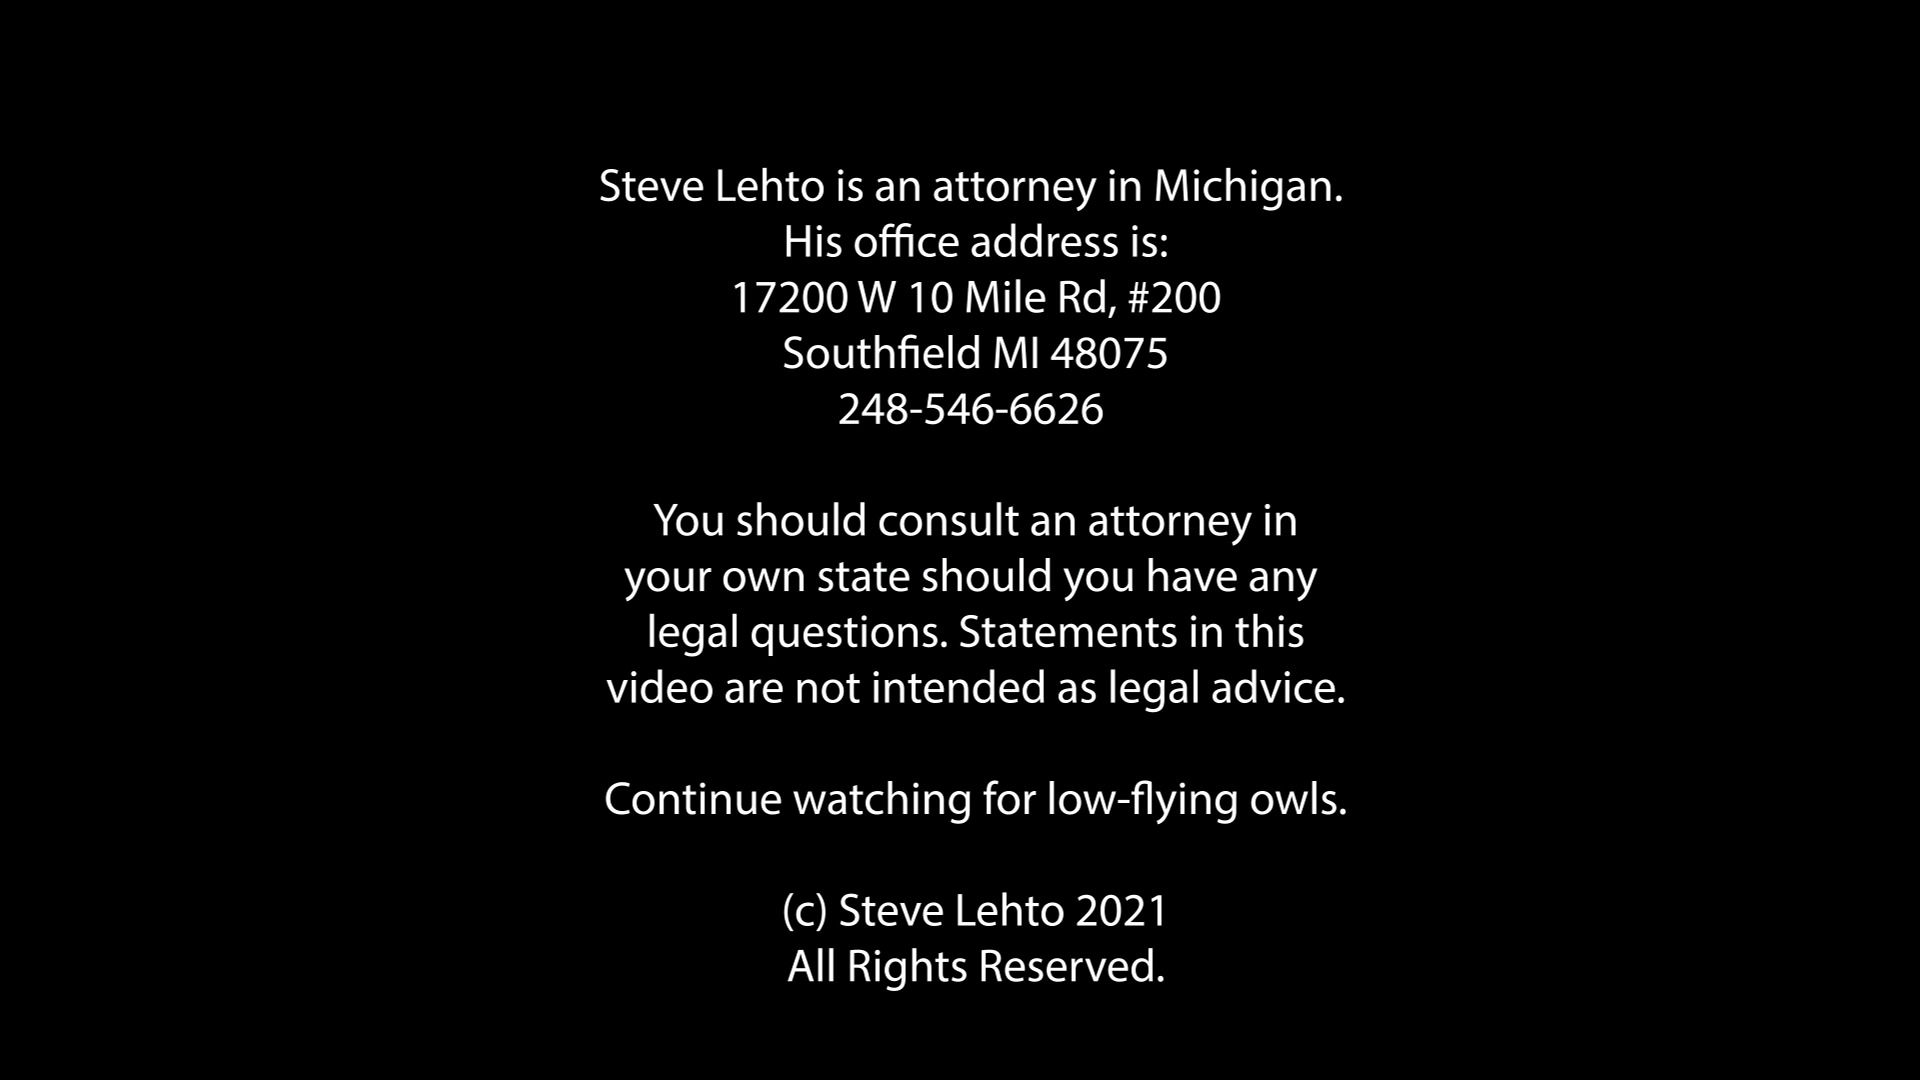 Steve Lehto is an attorney in Michigan.
His office address is:
17200 W 10 Mile Rd, #200
Southfield MI 48075
248-546-6626
You should consult an attorney in
your own state should you have any
legal questions. Statements in this
video are not intended as legal advice.
Continue watching for low-flying owls.
(c) Steve Lehto 2021
All Rights Reserved.